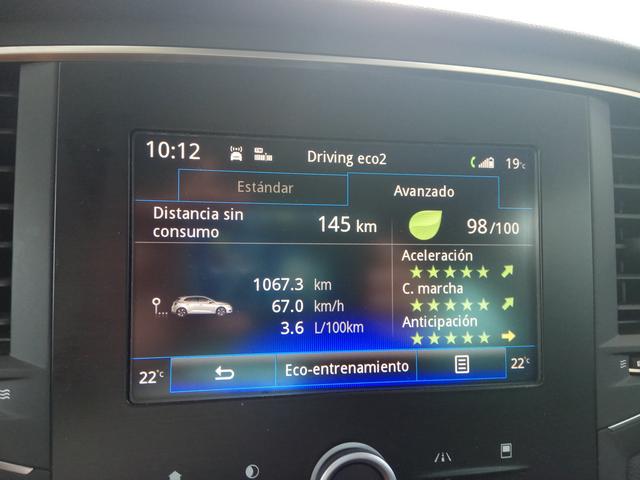 10:12 Driving eco2 19°C
Estándar Avanzado
Distancia sin consumo 145 km 98/100
1067.3 km
67.0 km/h
3.6 L/100km
Aceleración
C. marcha
Anticipación
22°C Eco-entrenamiento 22°C